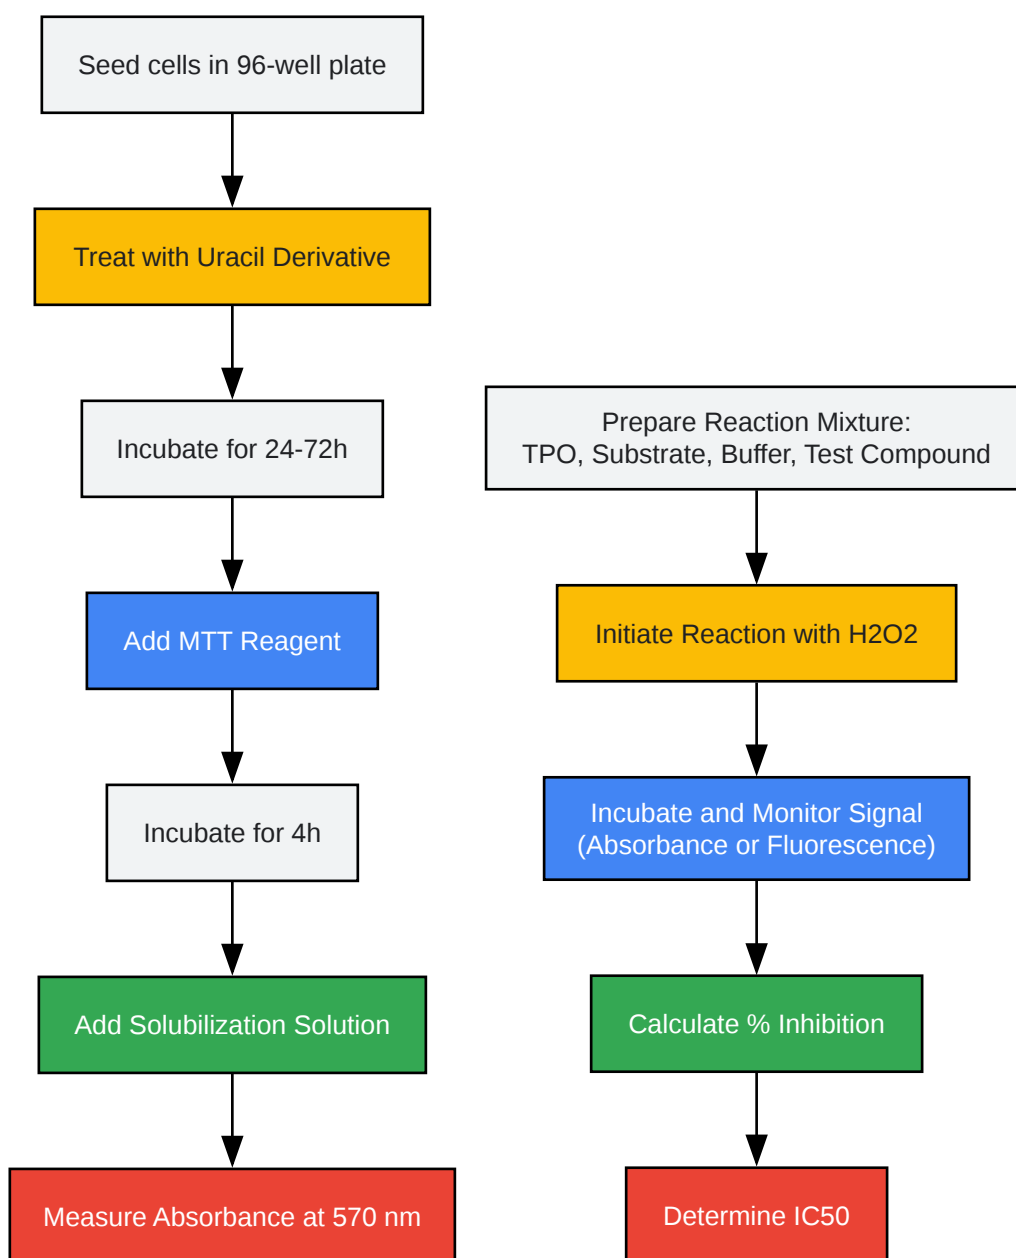 Seed cells in 96-well plate
Treat with Uracil Derivative
Incubate for 24-72h
Add MTT Reagent
Incubate for 4h
Add Solubilization Solution
Measure Absorbance at 570 nm
Prepare Reaction Mixture:
TPO, Substrate, Buffer, Test Compound
Initiate Reaction with H2O2
Incubate and Monitor Signal
(Absorbance or Fluorescence)
Calculate % Inhibition
Determine IC50